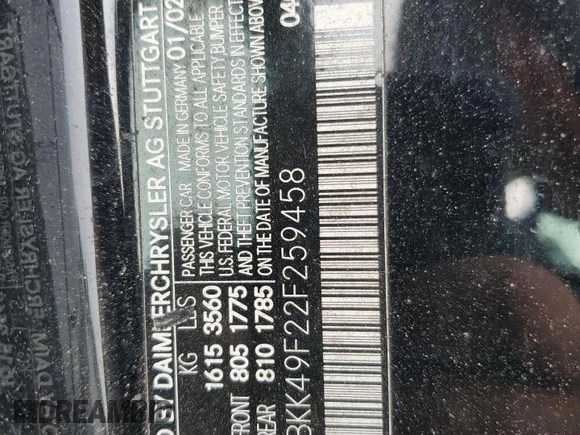 D BY DAIMLERCHRYSLER AG STUTTGART
KG LBS PASSENGER CAR MADE IN GERMANY 01/02
1615 3560 THIS VEHICLE CONFORMS TO ALL APPLICABLE
U.S. FEDERAL MOTOR VEHICLE SAFETY BUMPER
FRONT 805 1775 AND THEFT PREVENTION STANDARDS IN EFFECT
REAR 810 1785 ON THE DATE OF MANUFACTURE SHOWN ABOVE
04
BKK49F22F259458
DREAMCAR